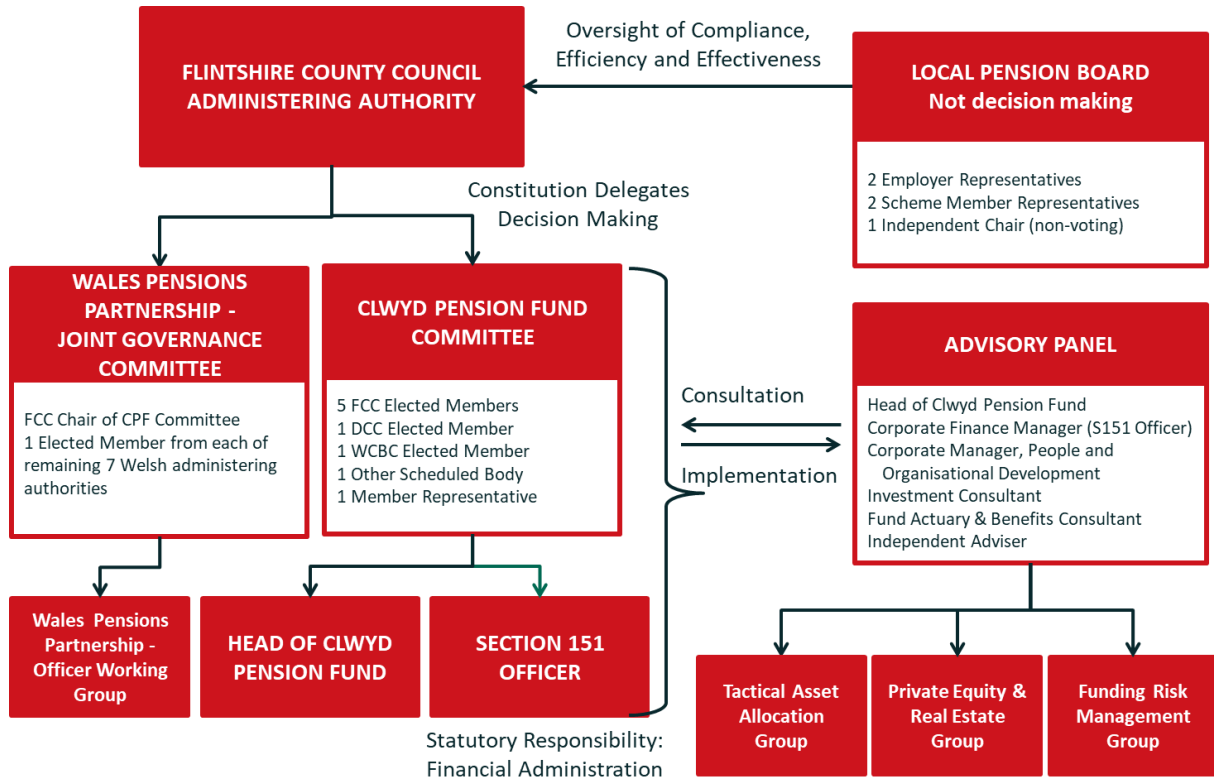 FLINTSHIRE COUNTY COUNCIL
ADMINISTERING AUTHORITY
Oversight of Compliance,
Efficiency and Effectiveness
LOCAL PENSION BOARD
Not decision making
2 Employer Representatives
2 Scheme Member Representatives
1 Independent Chair (non-voting)
Constitution Delegates
Decision Making
WALES PENSIONS
PARTNERSHIP -
JOINT GOVERNANCE
COMMITTEE
FCC Chair of CPF Committee
1 Elected Member from each of
remaining 7 Welsh administering
authorities
CLWYD PENSION FUND
COMMITTEE
5 FCC Elected Members
1 DCC Elected Member
1 WCBC Elected Member
1 Other Scheduled Body
1 Member Representative
Consultation
Implementation
ADVISORY PANEL
Head of Clwyd Pension Fund
Corporate Finance Manager (S151 Officer)
Corporate Manager, People and
Organisational Development
Investment Consultant
Fund Actuary & Benefits Consultant
Independent Adviser
Wales Pensions
Partnership -
Officer Working
Group
HEAD OF CLWYD
PENSION FUND
SECTION 151
OFFICER
Statutory Responsibility:
Financial Administration
Tactical Asset
Allocation
Group
Private Equity &
Real Estate
Group
Funding Risk
Management
Group